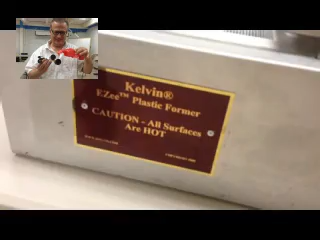 Kelvin®
EZee™ Plastic Former
CAUTION - All Surfaces
Are HOT